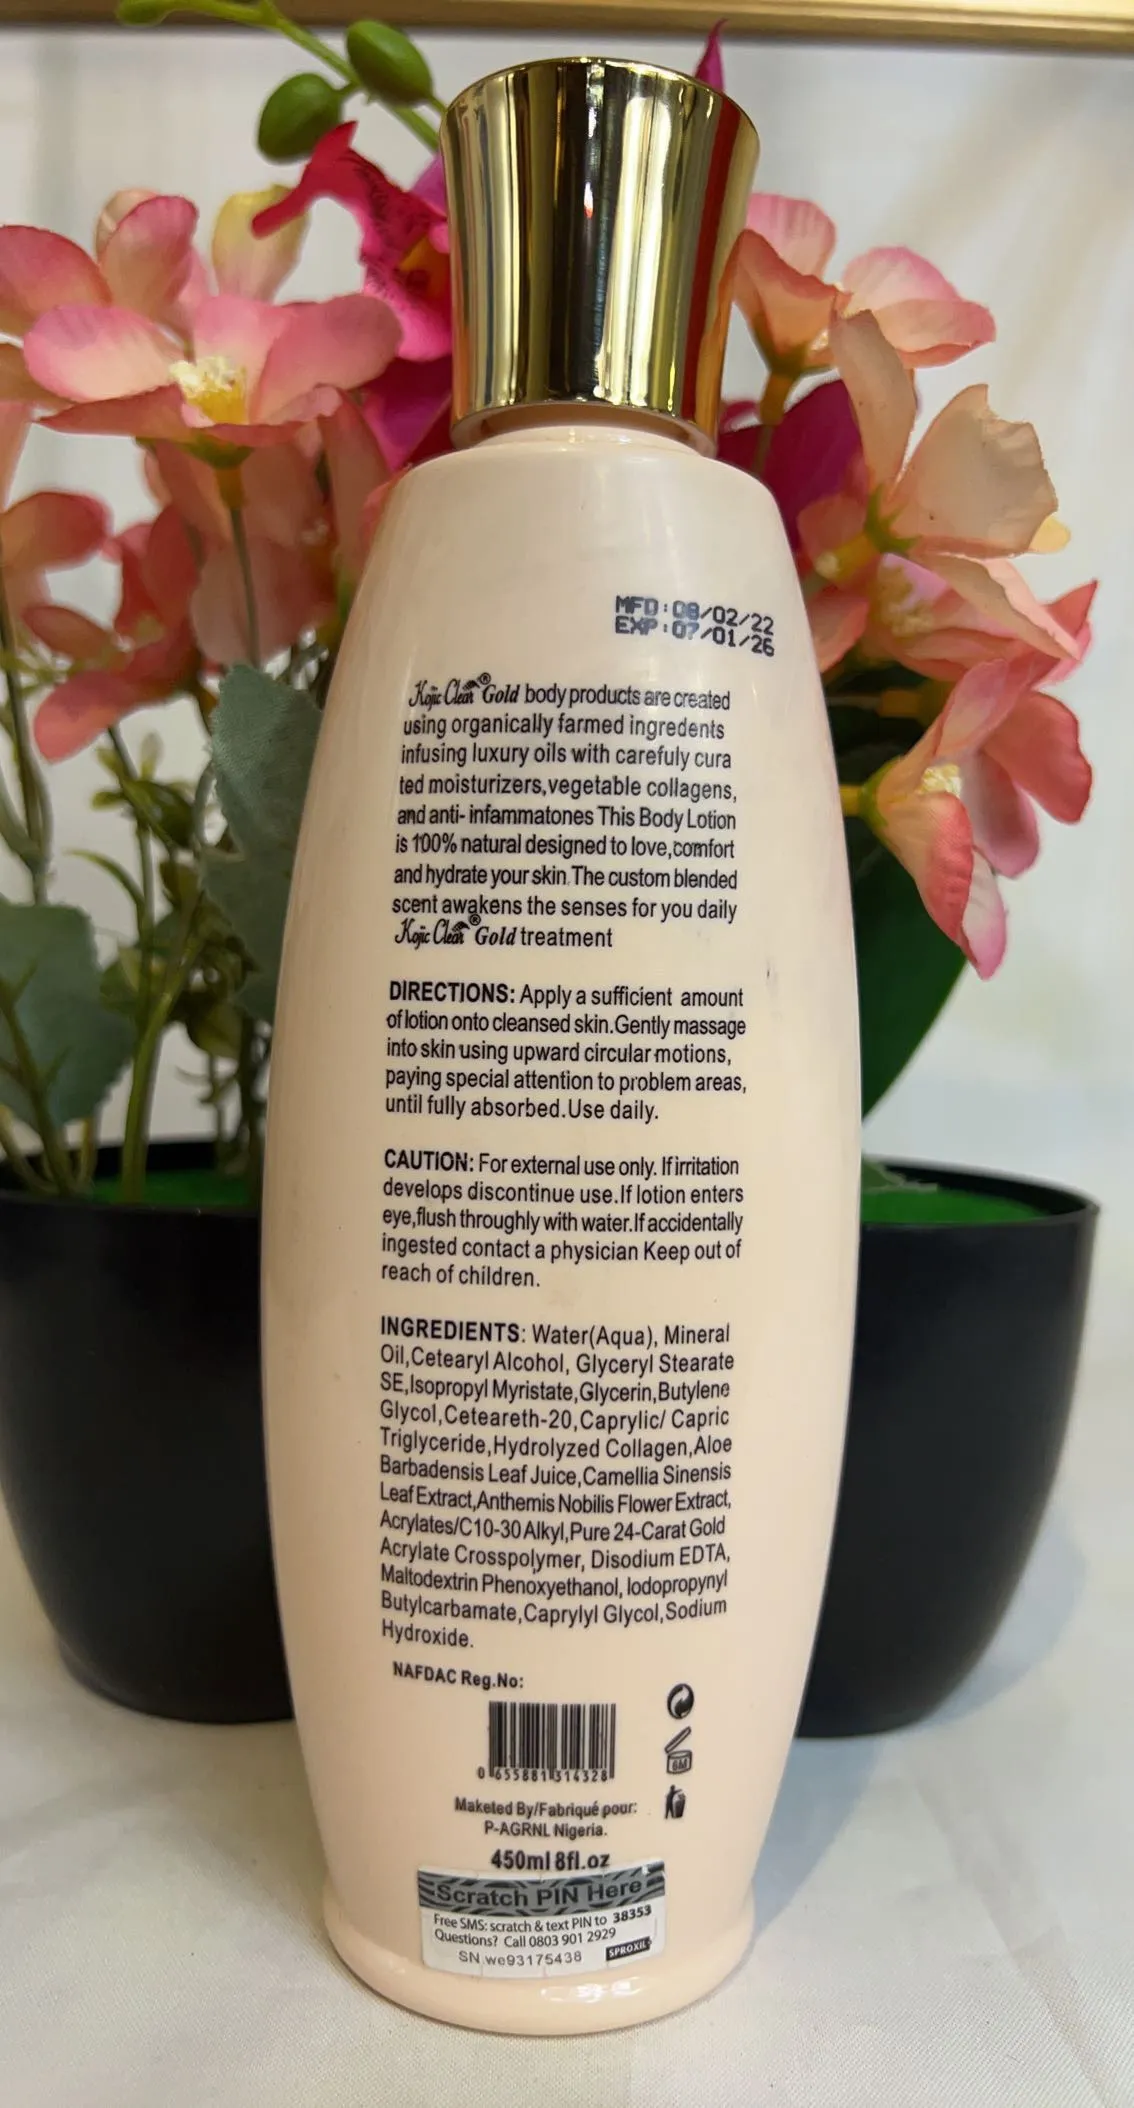 MFD:08/02/22
EXP:07/01/26
Kojic Clear® Gold body products are created
using organically farmed ingredents
infusing luxury oils with carefuly cura
ted moisturizers,vegetable collagens,
and anti- infammatones This Body Lotion
is 100% natural designed to love,comfort
and hydrate your skin.The custom blended
scent awakens the senses for you daily
Kojic Clear® Gold treatment
DIRECTIONS: Apply a sufficient amount
of lotion onto cleansed skin.Gently massage
into skin using upward circular motions,
paying special attention to problem areas,
until fully absorbed.Use daily.
CAUTION: For external use only. If irritation
develops discontinue use.If lotion enters
eye,flush throughly with water.If accidentally
ingested contact a physician Keep out of
reach of children.
INGREDIENTS: Water(Aqua), Mineral
Oil,Cetearyl Alcohol, Glyceryl Stearate
SE,Isopropyl Myristate,Glycerin,Butylene
Glycol,Ceteareth-20,Caprylic/ Capric
Triglyceride,Hydrolyzed Collagen,Aloe
Barbadensis Leaf Juice,Camellia Sinensis
Leaf Extract,Anthemis Nobilis Flower Extract,
Acrylates/C10-30 Alkyl,Pure 24-Carat Gold
Acrylate Crosspolymer, Disodium EDTA,
Maltodextrin Phenoxyethanol, Iodopropynyl
Butylcarbamate,Caprylyl Glycol,Sodium
Hydroxide.
NAFDAC Reg.No:
0 655881 314328
6M
Maketed By/Fabriqué pour:
P-AGRNL Nigeria.
450ml 8fl.oz
Scratch PIN Here
Free SMS: scratch & text PIN to 38353
Questions? Call 0803 901 2929
SN we93175438 SPROXIL